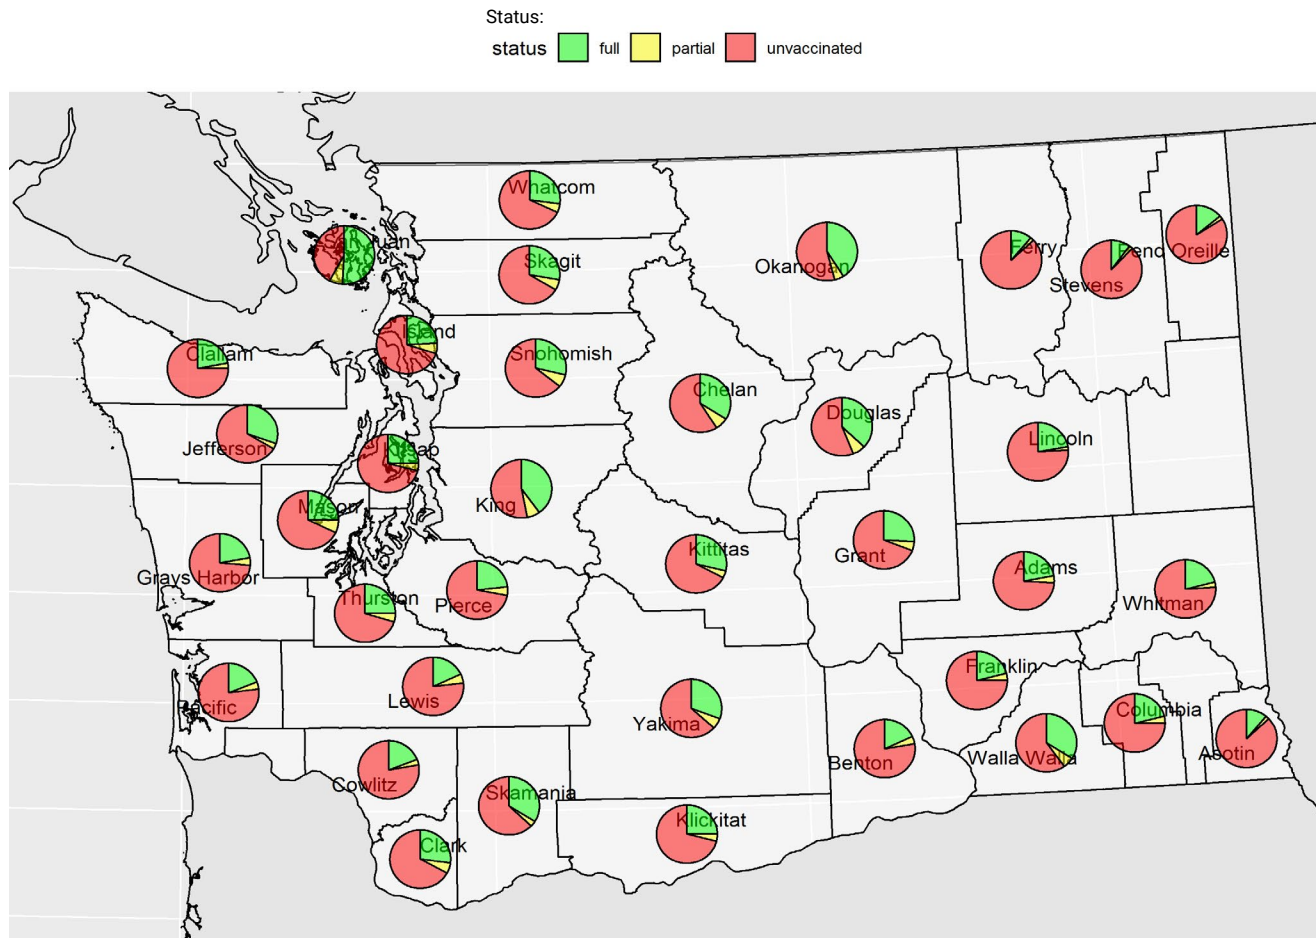 Status:
status full partial unvaccinated
Whatcom
San Juan
Skagit
Okanogan
Ferry
Pend Oreille
Stevens
Island
Clallam
Snohomish
Chelan
Douglas
Lincoln
Jefferson
Kitsap
King
Mason
Grays Harbor
Kittitas
Grant
Adams
Thurston
Pierce
Whitman
Pacific
Lewis
Franklin
Yakima
Columbia
Benton
Walla Walla
Asotin
Cowlitz
Skamania
Klickitat
Clark